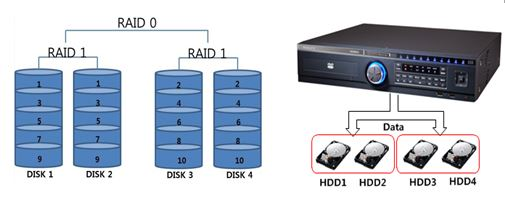 RAID 0
RAID 1
RAID 1
1
3
5
7
9
DISK 1
1
3
5
7
9
DISK 2
2
4
6
8
10
DISK 3
2
4
6
8
10
DISK 4
Data
HDD1
HDD2
HDD3
HDD4